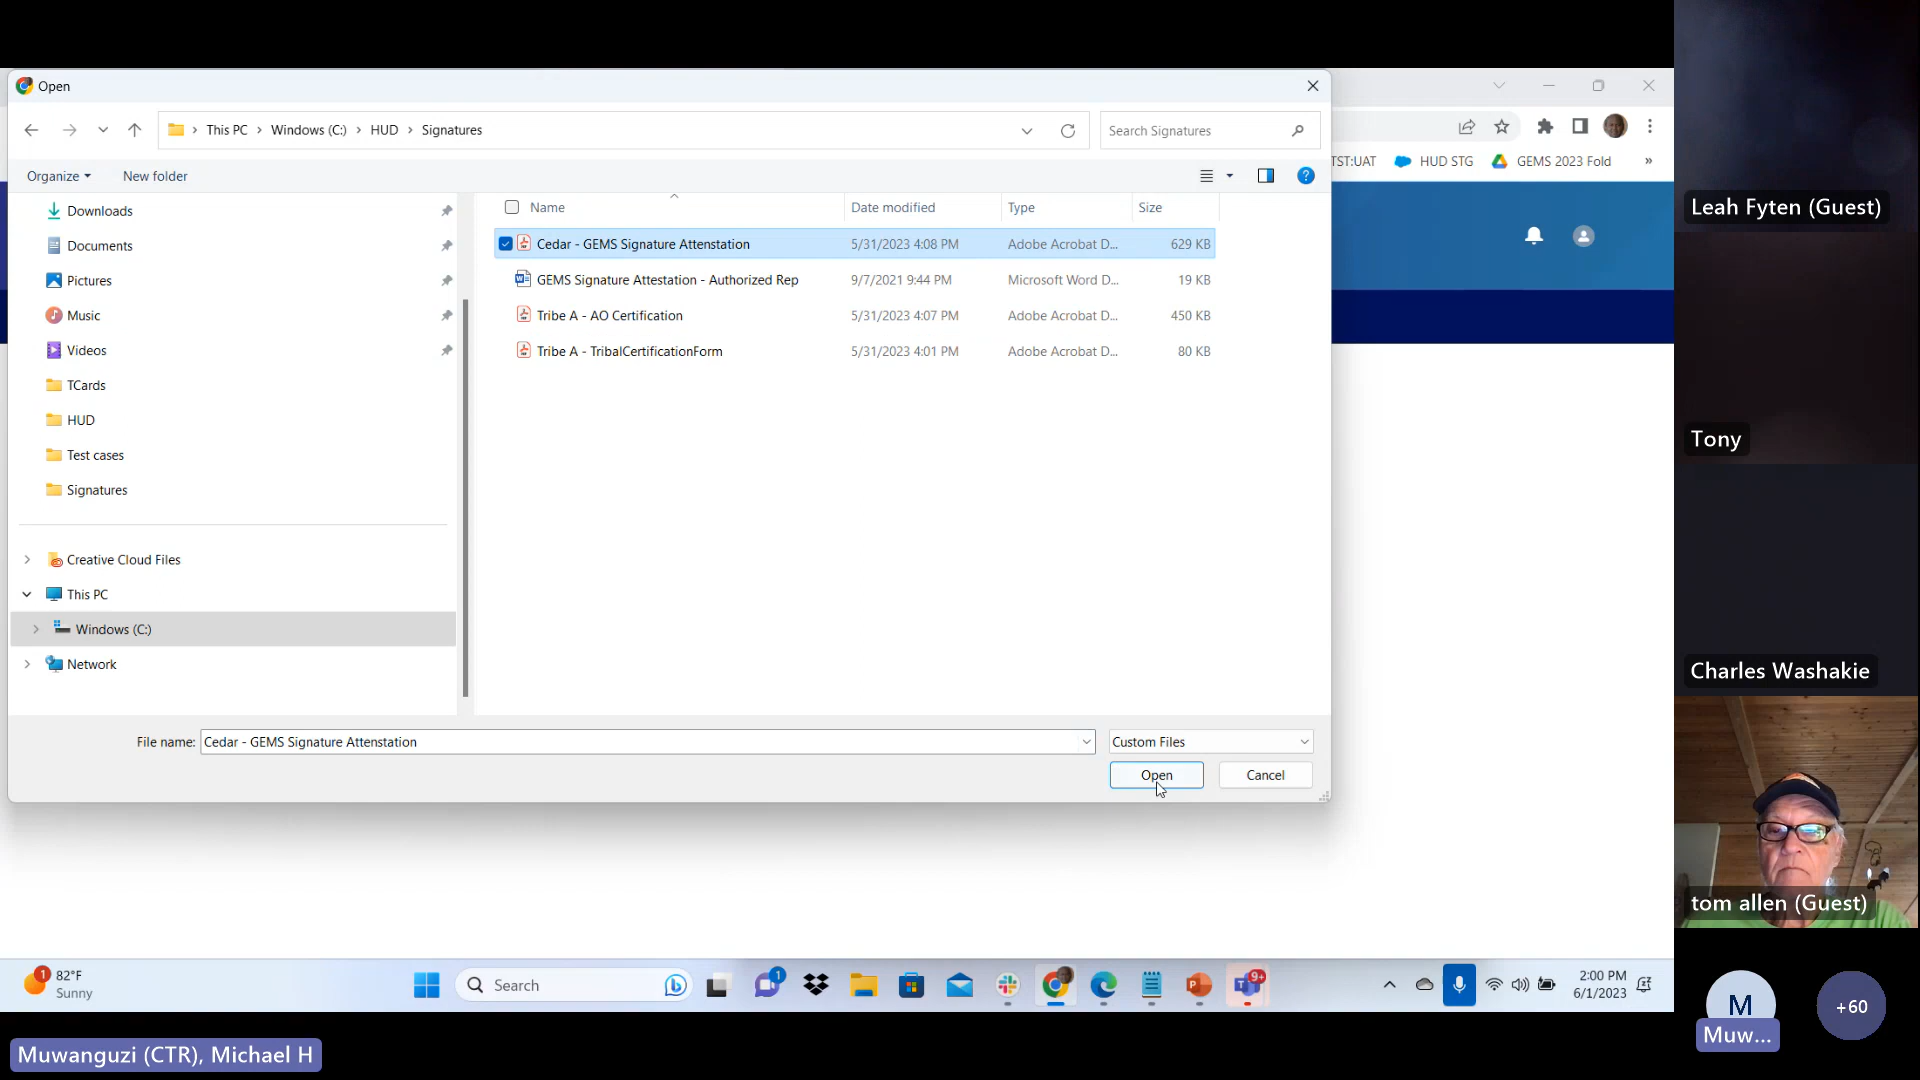 Open
This PC > Windows (C:) > HUD > Signatures
Search Signatures
Organize
New folder
Downloads
Documents
Pictures
Music
Videos
TCards
HUD
Test cases
Signatures
Creative Cloud Files
This PC
Windows (C:)
Network
Name Date modified Type Size
Cedar - GEMS Signature Attenstation 5/31/2023 4:08 PM Adobe Acrobat D... 629 KB
GEMS Signature Attestation - Authorized Rep 9/7/2021 9:44 PM Microsoft Word D... 19 KB
Tribe A - AO Certification 5/31/2023 4:07 PM Adobe Acrobat D... 450 KB
Tribe A - TribalCertificationForm 5/31/2023 4:01 PM Adobe Acrobat D... 80 KB
File name: Cedar - GEMS Signature Attenstation
Custom Files
Open
Cancel
TST:UAT
HUD STG
GEMS 2023 Fold
»
Leah Fyten (Guest)
Tony
Charles Washakie
tom allen (Guest)
M
Muw...
+60
1
82°F
Sunny
Search
1
9+
2:00 PM
6/1/2023
Muwanguzi (CTR), Michael H